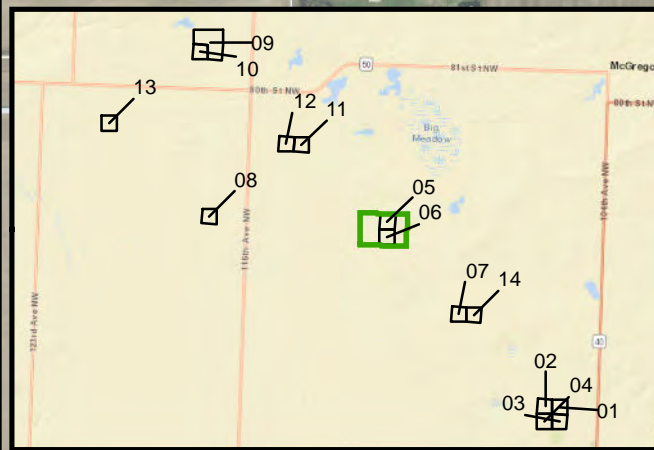 09
50
81st St NW
McGrego
10
13
80th St NW
80th St NW
12
11
Big
Meadow
08
05
06
116th Ave NW
104th Ave NW
07
14
123rd Ave NW
40
02
04
03
01